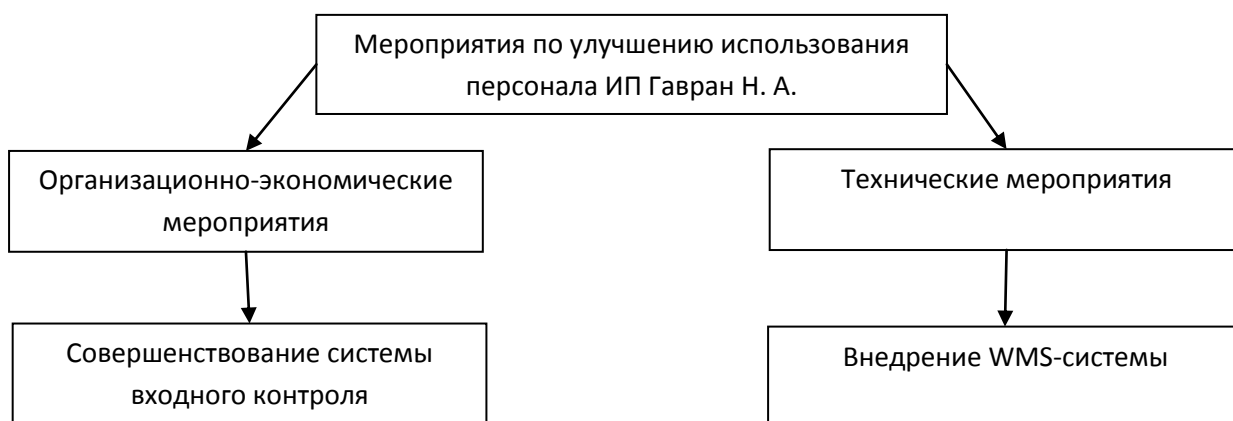 Мероприятия по улучшению использования
персонала ИП Гавран Н. А.
Организационно-экономические
мероприятия
Технические мероприятия
Совершенствование системы
входного контроля
Внедрение WMS-системы